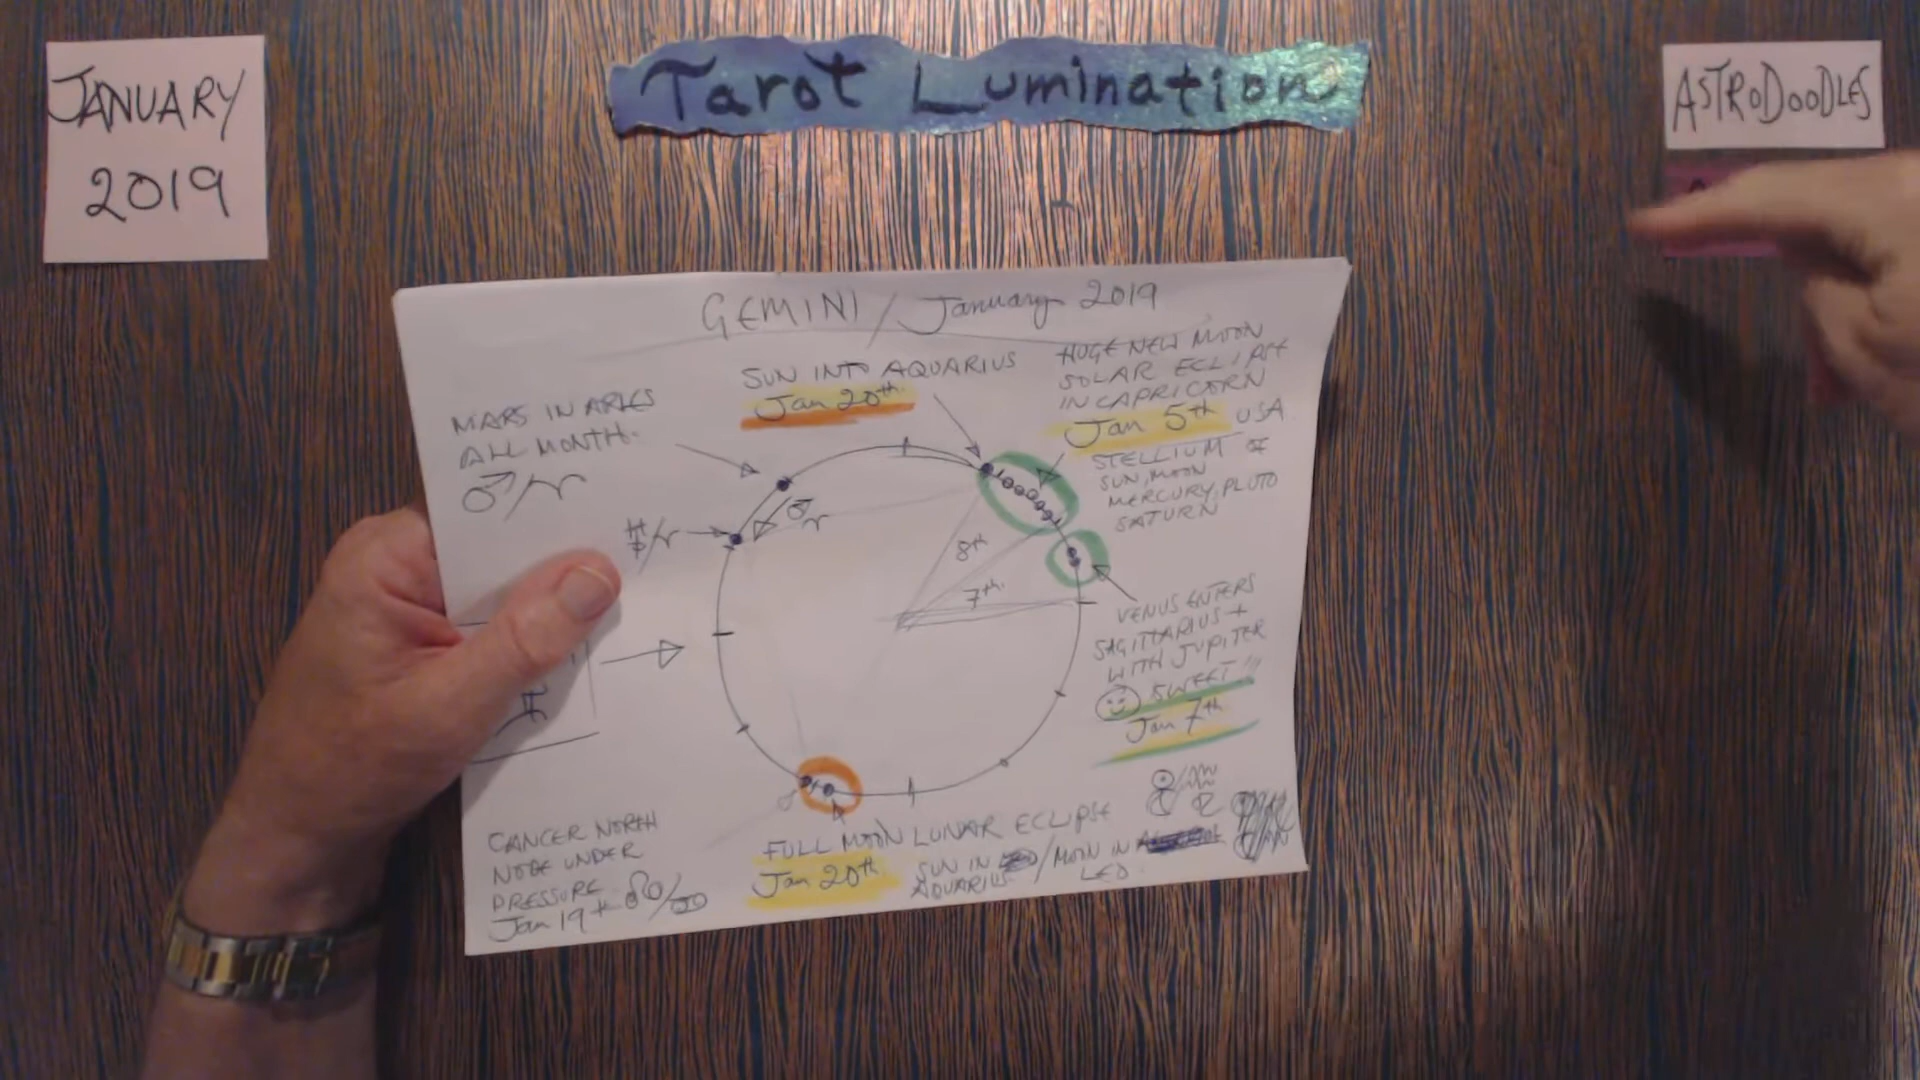 JANUARY
2019
Tarot Lumination
ASTRODOODLES
GEMINI / January 2019
MARS IN ARIES
ALL MONTH.
♂/♈
SUN INTO AQUARIUS
Jan 20th.
HUGE NEW MOON
SOLAR ECLIPSE
IN CAPRICORN
Jan 5th USA
STELLIUM OF
SUN, MOON
MERCURY, PLUTO
SATURN
♂/♈
8th
7th.
VENUS ENTERS
SAGITTARIUS +
WITH JUPITER
SWEET!!
Jan 7th.
CANCER NORTH
NODE UNDER
PRESSURE
Jan 19th ☊/♋
FULL MOON LUNAR ECLIPSE
Jan 20th
SUN IN
AQUARIUS / MOON IN
LEO